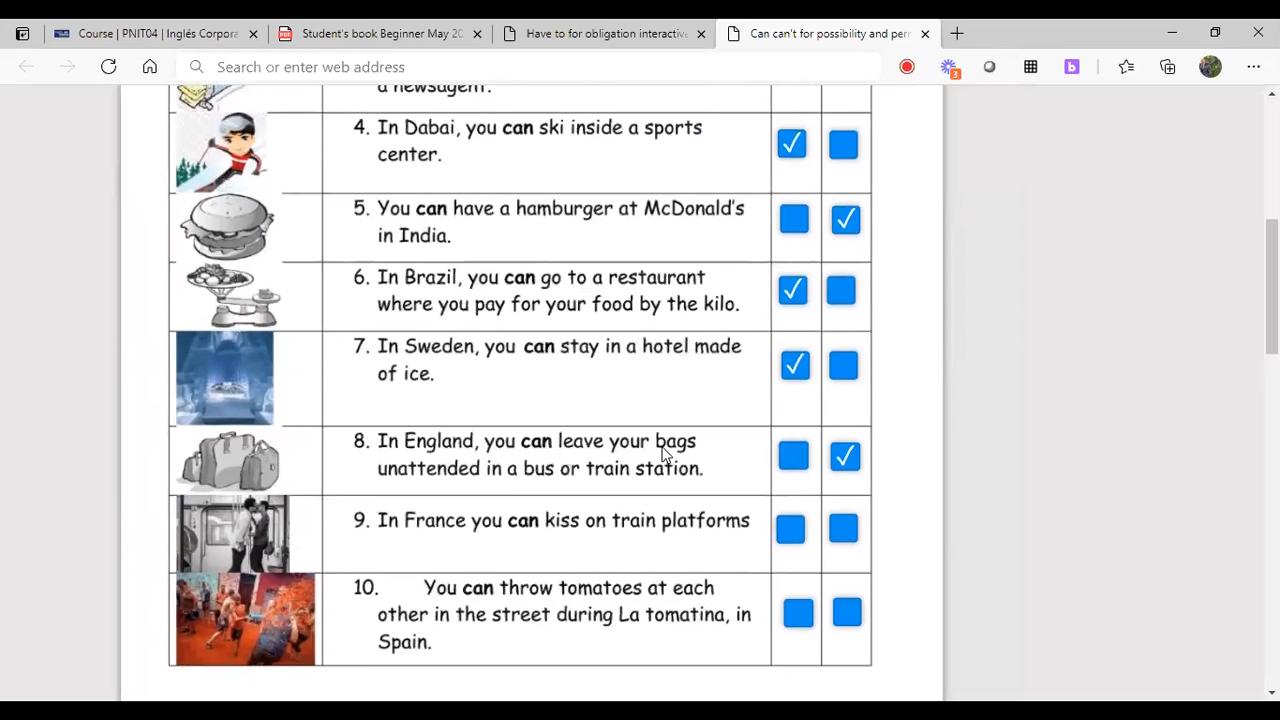 Course | PNIT04 | Inglés Corpora
Student's book Beginner May 20
Have to for obligation interactive
Can can't for possibility and perr
Search or enter web address
3
b
a newsagent.
4. In Dabai, you can ski inside a sports
center.
5. You can have a hamburger at McDonald's
in India.
6. In Brazil, you can go to a restaurant
where you pay for your food by the kilo.
7. In Sweden, you can stay in a hotel made
of ice.
8. In England, you can leave your bags
unattended in a bus or train station.
9. In France you can kiss on train platforms
10. You can throw tomatoes at each
other in the street during La tomatina, in
Spain.